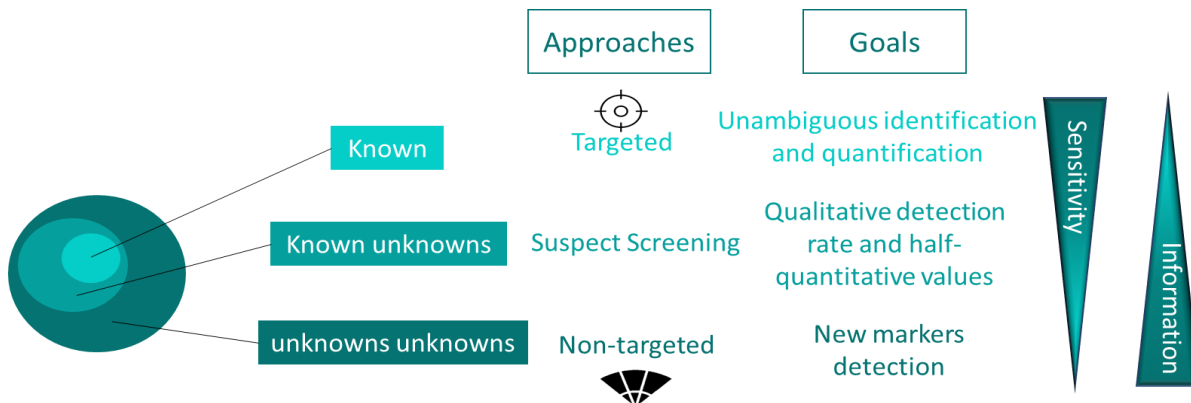 Approaches
Goals
Known
Targeted
Unambiguous identification
and quantification
Known unknowns
Suspect Screening
Qualitative detection
rate and half-
quantitative values
unknowns unknowns
Non-targeted
New markers
detection
Sensitivity
Information